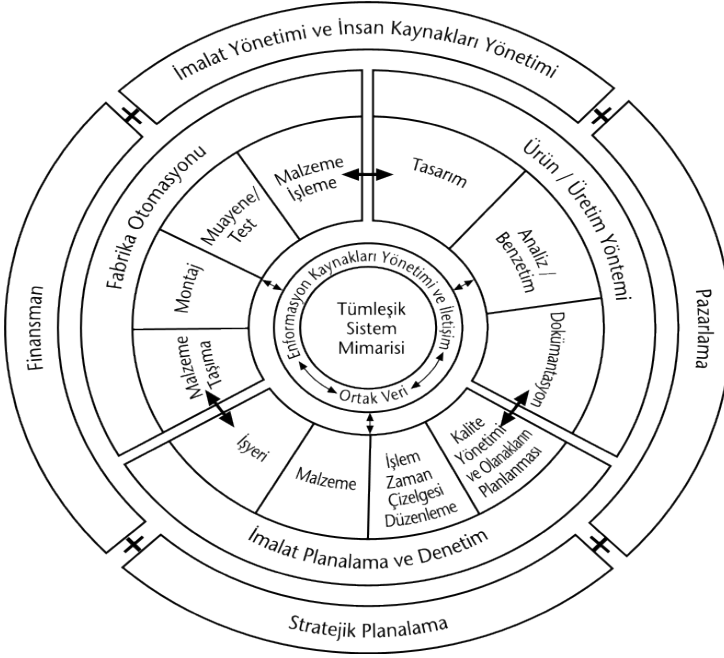 İmalat Yönetimi ve İnsan Kaynakları Yönetimi
Fabrika Otomasyonu
Ürün / Üretim Yöntemi
Malzeme
İşleme
Tasarım
Muayene/
Test
Analiz /
Benzetim
Montaj
Enformasyon Kaynakları Yönetimi ve İletişim
Tümleşik
Sistem
Mimarisi
Ortak Veri
Finansman
Pazarlama
Malzeme
Taşıma
Dokümantasyon
İşyeri
Malzeme
İşlem
Zaman
Çizelgesi
Düzenleme
Kalite
Yönetimi
ve Olanakların
Planlanması
İmalat Planalama ve Denetim
Stratejik Planalama